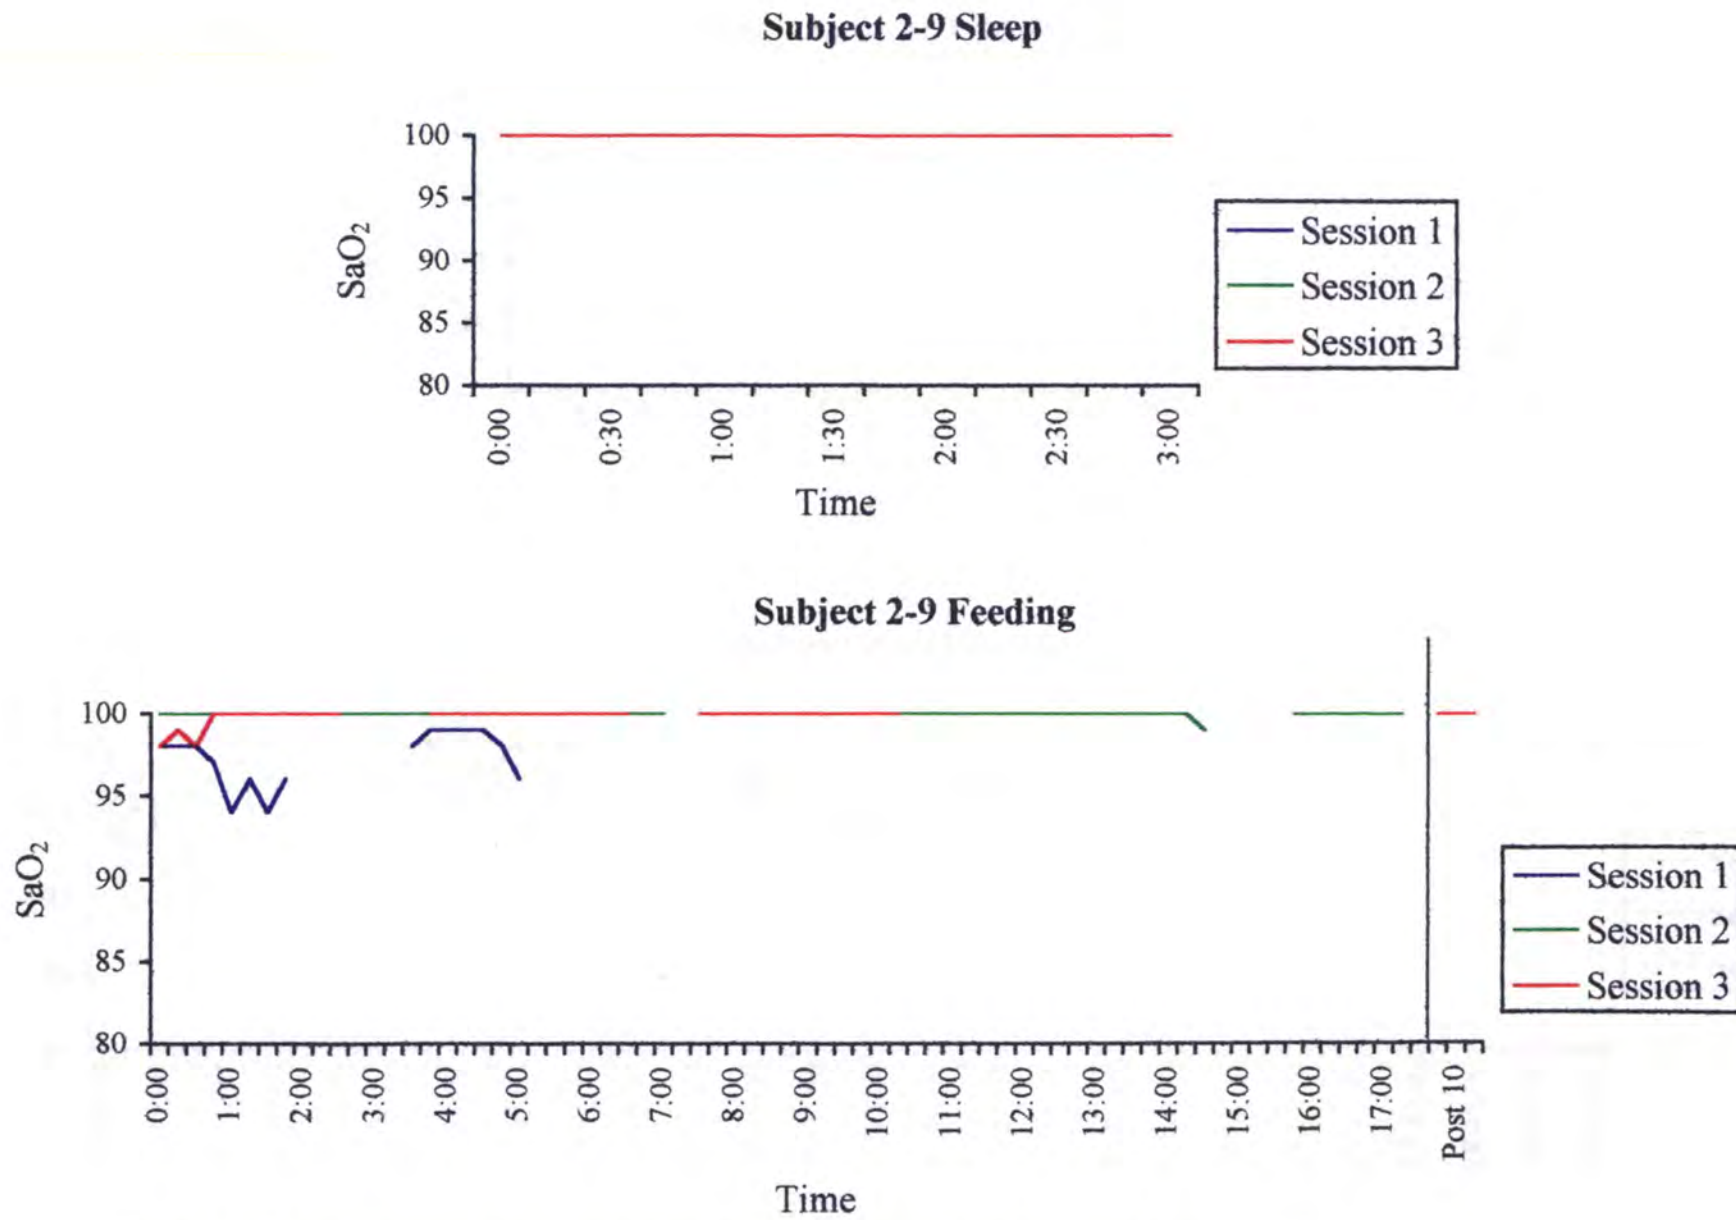 Subject 2-9 Sleep
100
95
90
85
80
SaO₂
0:00 0:30 1:00 1:30 2:00 2:30 3:00
Time
Session 1
Session 2
Session 3
Subject 2-9 Feeding
100
95
90
85
80
SaO₂
0:00 1:00 2:00 3:00 4:00 5:00 6:00 7:00 8:00 9:00 10:00 11:00 12:00 13:00 14:00 15:00 16:00 17:00 Post 10
Time
Session 1
Session 2
Session 3